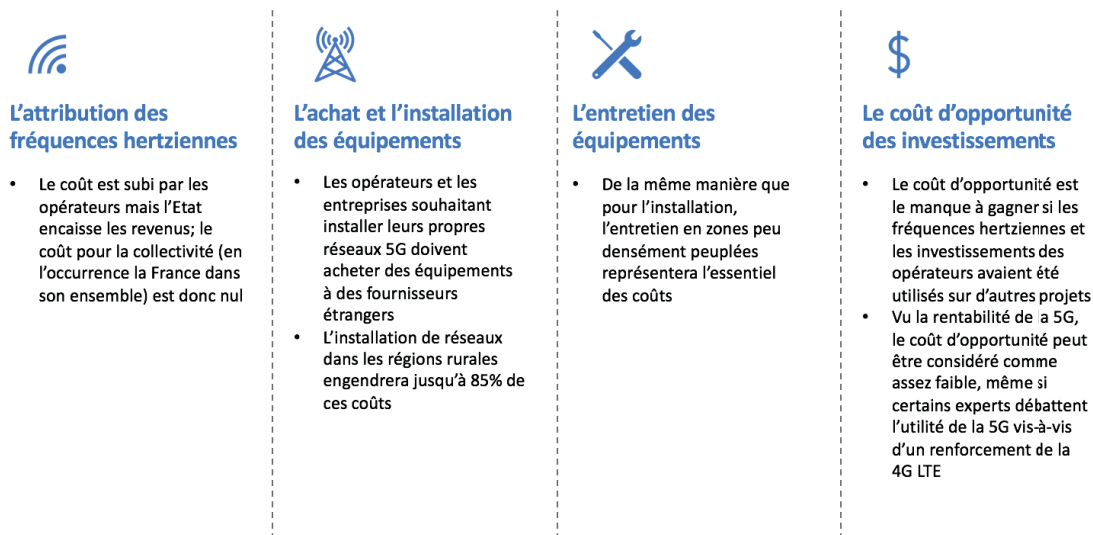 L'attribution des
fréquences hertziennes
• Le coût est subi par les
opérateurs mais l'Etat
encaisse les revenus; le
coût pour la collectivité (en
l'occurrence la France dans
son ensemble) est donc nul
L'achat et l'installation
des équipements
• Les opérateurs et les
entreprises souhaitant
installer leurs propres
réseaux 5G doivent
acheter des équipements
à des fournisseurs
étrangers
• L'installation de réseaux
dans les régions rurales
engendrera jusqu'à 85% de
ces coûts
L'entretien des
équipements
• De la même manière que
pour l'installation,
l'entretien en zones peu
densément peuplées
représentera l'essentiel
des coûts
$
Le coût d'opportunité
des investissements
• Le coût d'opportunité est
le manque à gagner si les
fréquences hertziennes et
les investissements des
opérateurs avaient été
utilisés sur d'autres projets
• Vu la rentabilité de la 5G,
le coût d'opportunité peut
être considéré comme
assez faible, même si
certains experts débattent
l'utilité de la 5G vis-à-vis
d'un renforcement de la
4G LTE